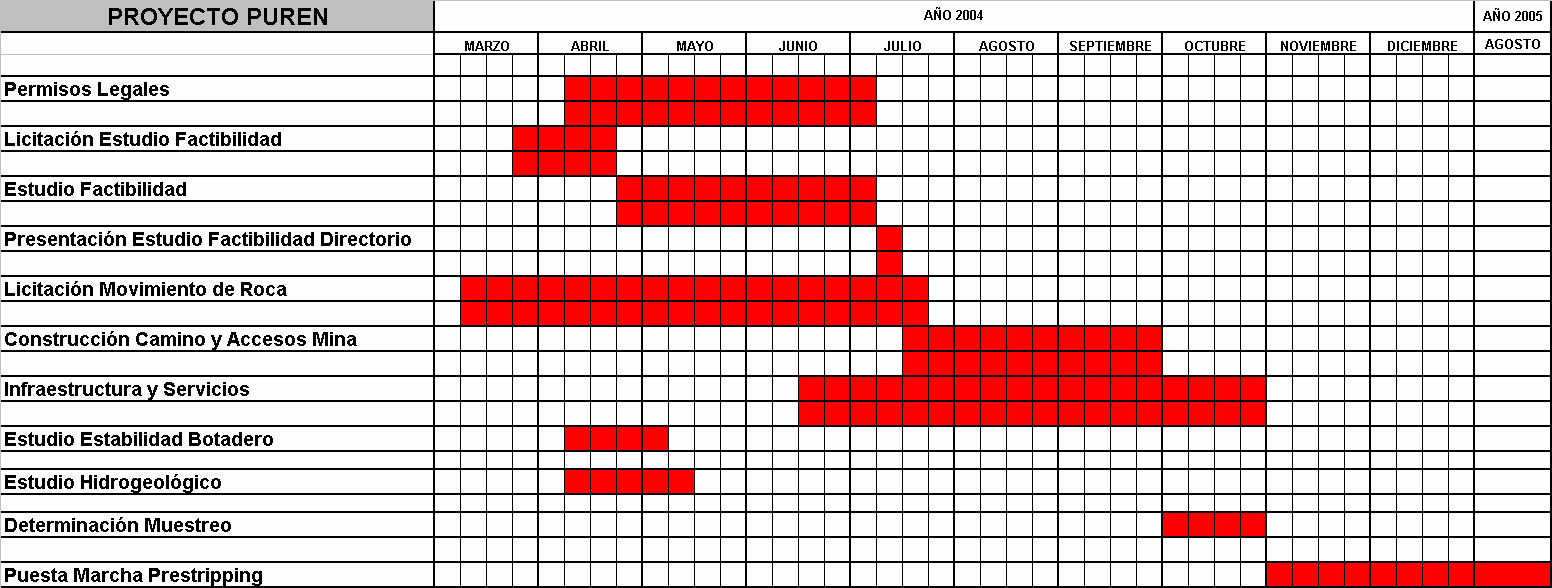 PROYECTO PUREN
AÑO 2004
AÑO 2005
MARZO ABRIL MAYO JUNIO JULIO AGOSTO SEPTIEMBRE OCTUBRE NOVIEMBRE DICIEMBRE AGOSTO
Permisos Legales
Licitación Estudio Factibilidad
Estudio Factibilidad
Presentación Estudio Factibilidad Directorio
Licitación Movimiento de Roca
Construcción Camino y Accesos Mina
Infraestructura y Servicios
Estudio Estabilidad Botadero
Estudio Hidrogeológico
Determinación Muestreo
Puesta Marcha Prestripping